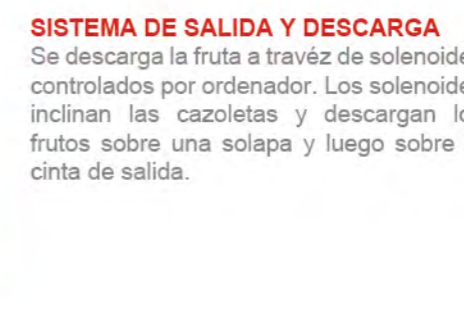 SISTEMA DE SALIDA Y DESCARGA
Se descarga la fruta a travéz de solenoide
controlados por ordenador. Los solenoide
inclinan las cazoletas y descargan lo
frutos sobre una solapa y luego sobre
cinta de salida.